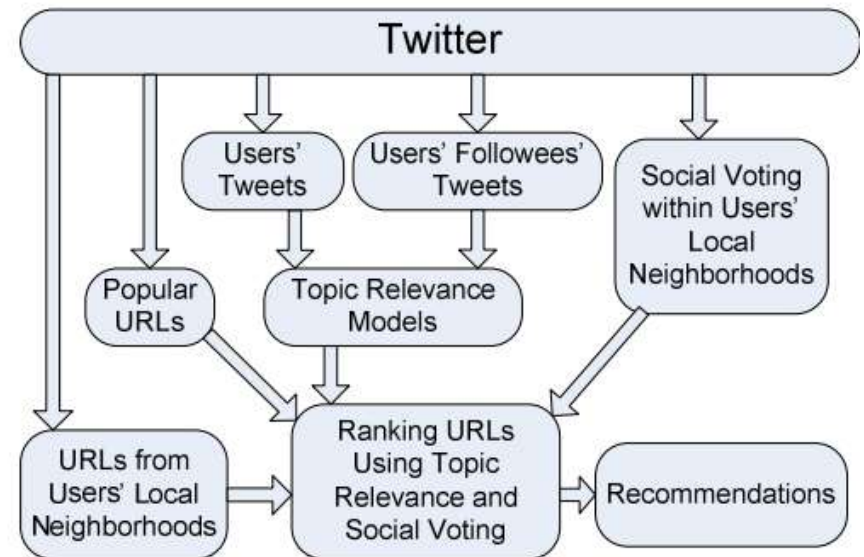 Twitter
Users'
Tweets
Users' Followees'
Tweets
Social Voting
within Users'
Local
Neighborhoods
Popular
URLs
Topic Relevance
Models
URLs from
Users' Local
Neighborhoods
Ranking URLs
Using Topic
Relevance and
Social Voting
Recommendations